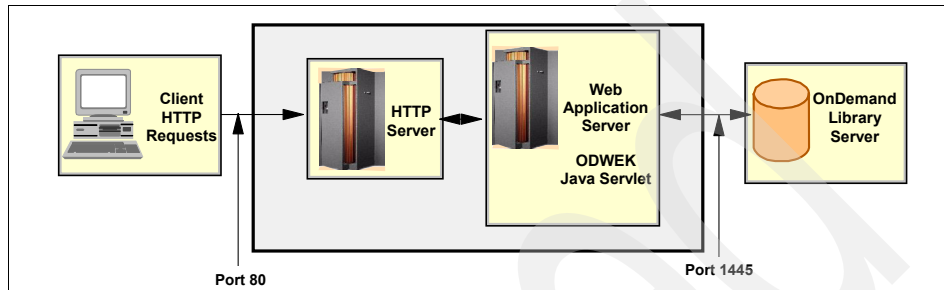 Client
HTTP
Requests
HTTP
Server
Web
Application
Server
ODWEK
Java Servlet
OnDemand
Library
Server
Port 80
Port 1445